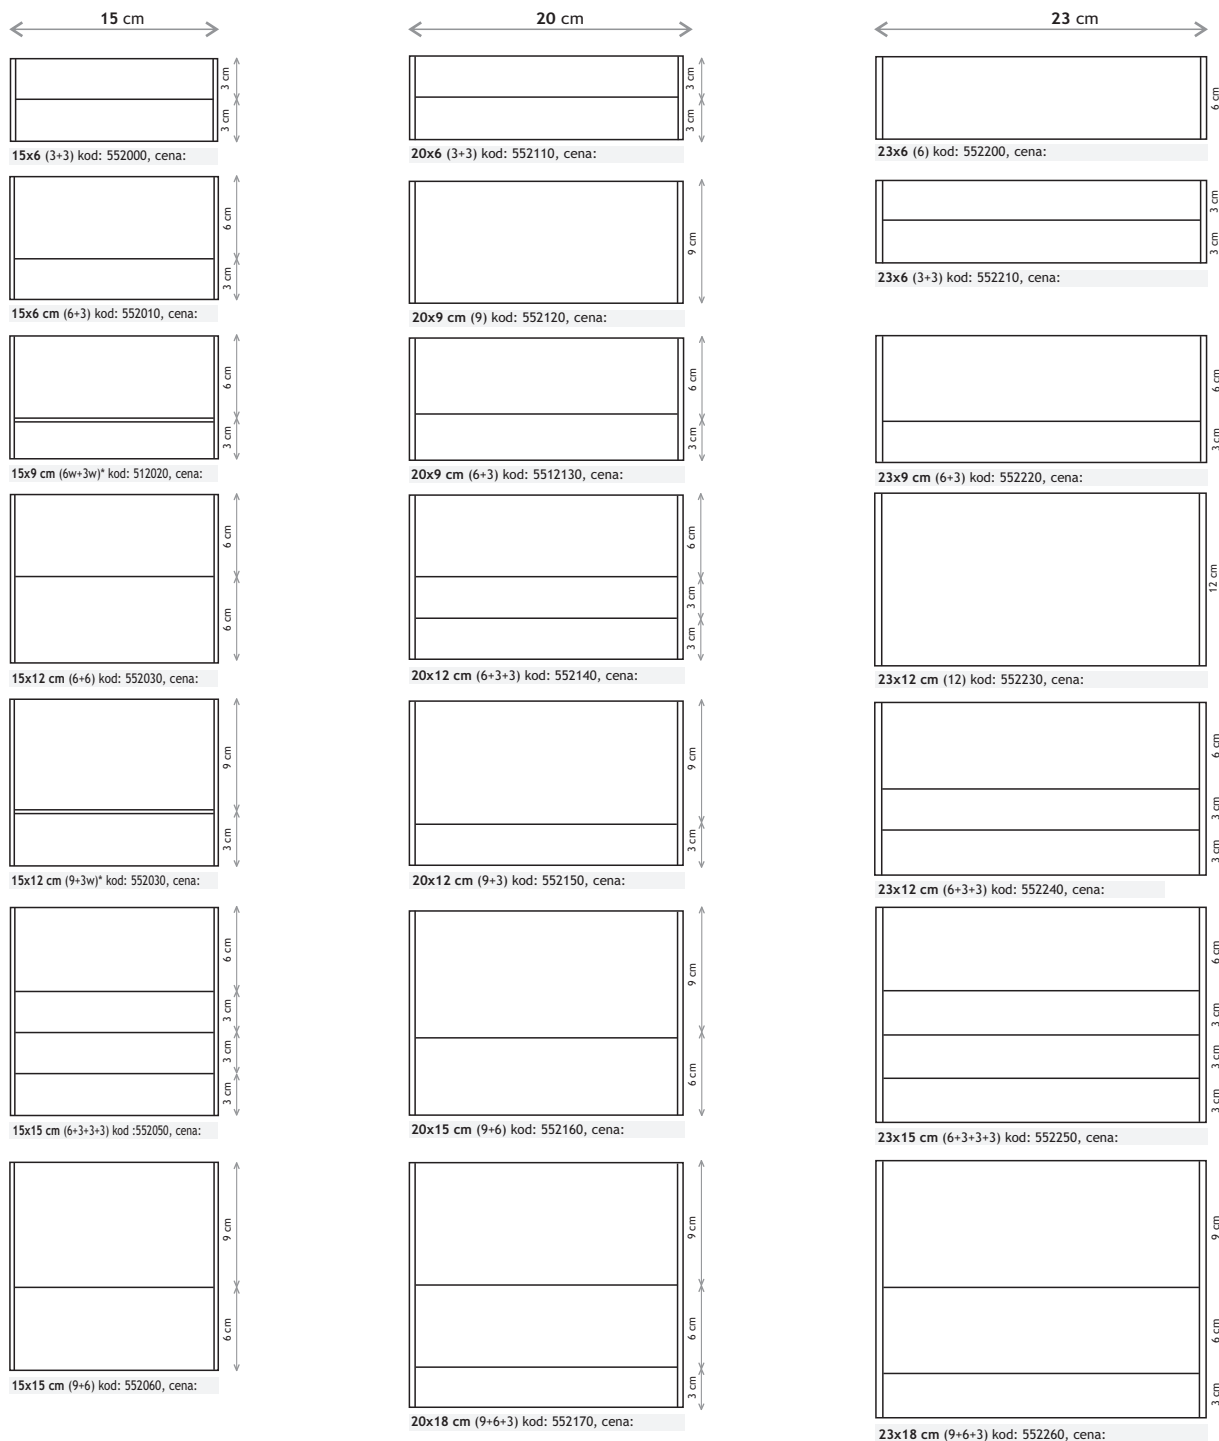 15 cm
3 cm
3 cm
15x6 (3+3) kod: 552000, cena:
6 cm
3 cm
15x6 cm (6+3) kod: 552010, cena:
6 cm
3 cm
15x9 cm (6w+3w)* kod: 512020, cena:
6 cm
6 cm
15x12 cm (6+6) kod: 552030, cena:
9 cm
3 cm
15x12 cm (9+3w)* kod: 552030, cena:
6 cm
3 cm
3 cm
3 cm
15x15 cm (6+3+3+3) kod :552050, cena:
9 cm
6 cm
15x15 cm (9+6) kod: 552060, cena:
20 cm
3 cm
3 cm
20x6 (3+3) kod: 552110, cena:
9 cm
20x9 cm (9) kod: 552120, cena:
6 cm
3 cm
20x9 cm (6+3) kod: 5512130, cena:
6 cm
3 cm
3 cm
20x12 cm (6+3+3) kod: 552140, cena:
9 cm
3 cm
20x12 cm (9+3) kod: 552150, cena:
9 cm
6 cm
20x15 cm (9+6) kod: 552160, cena:
9 cm
6 cm
3 cm
20x18 cm (9+6+3) kod: 552170, cena:
23 cm
6 cm
23x6 (6) kod: 552200, cena:
3 cm
3 cm
23x6 (3+3) kod: 552210, cena:
6 cm
3 cm
23x9 cm (6+3) kod: 552220, cena:
12 cm
23x12 cm (12) kod: 552230, cena:
6 cm
3 cm
3 cm
23x12 cm (6+3+3) kod: 552240, cena:
6 cm
3 cm
3 cm
3 cm
23x15 cm (6+3+3+3) kod: 552250, cena:
9 cm
6 cm
3 cm
23x18 cm (9+6+3) kod: 552260, cena: